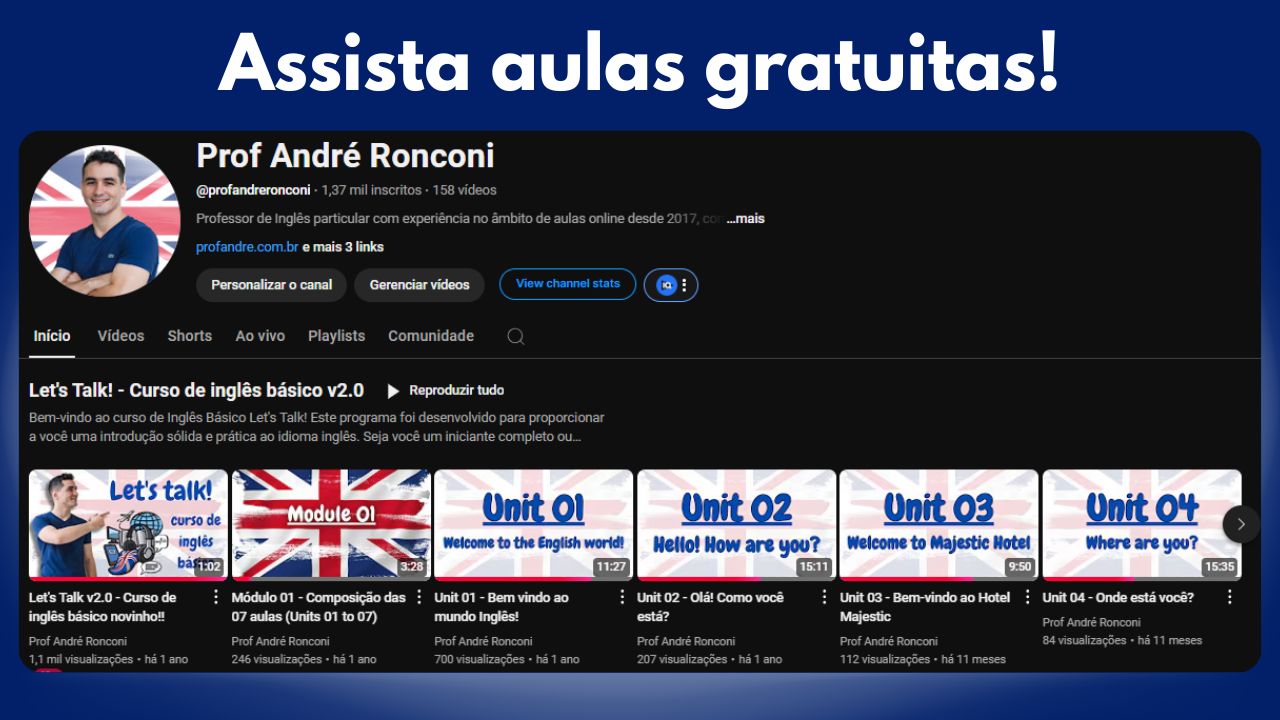 Assista aulas gratuitas!
Prof André Ronconi
@profandreronconi · 1,37 mil inscritos · 158 vídeos
Professor de Inglês particular com experiência no âmbito de aulas online desde 2017, ...mais
profandre.com.br e mais 3 links
Personalizar o canal Gerenciar vídeos View channel stats
Início Vídeos Shorts Ao vivo Playlists Comunidade
Let's Talk! - Curso de inglês básico v2.0 Reproduzir tudo
Bem-vindo ao curso de Inglês Básico Let's Talk! Este programa foi desenvolvido para proporcionar
a você uma introdução sólida e prática ao idioma inglês. Seja você um iniciante completo ou...
Let's talk!
curso de
inglês
1:02
Module 01
3:28
Unit 01
Welcome to the English world!
11:27
Unit 02
Hello! How are you?
15:11
Unit 03
Welcome to Majestic Hotel
9:50
Unit 04
Where are you?
15:35
Let's Talk v2.0 - Curso de
inglês básico novinho!!
Prof André Ronconi
1,1 mil visualizações • há 1 ano
Módulo 01 - Composição das
07 aulas (Units 01 to 07)
Prof André Ronconi
246 visualizações • há 1 ano
Unit 01 - Bem vindo ao
mundo Inglês!
Prof André Ronconi
700 visualizações • há 1 ano
Unit 02 - Olá! Como você
está?
Prof André Ronconi
207 visualizações • há 1 ano
Unit 03 - Bem-vindo ao Hotel
Majestic
Prof André Ronconi
112 visualizações • há 11 meses
Unit 04 - Onde está você?
Prof André Ronconi
84 visualizações • há 11 meses